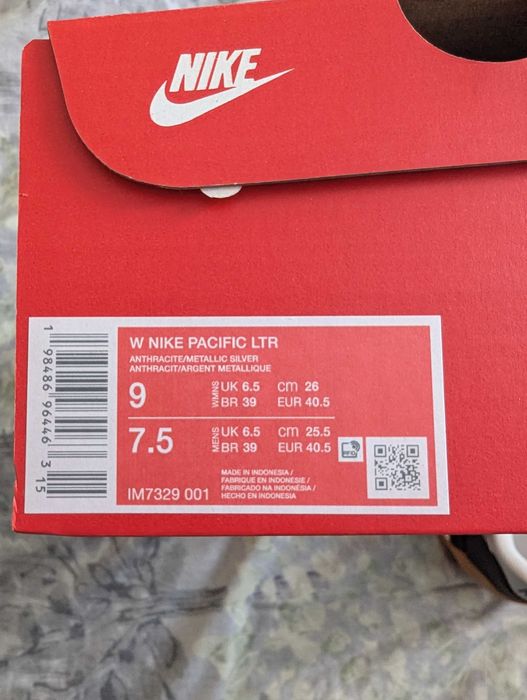 NIKE
W NIKE PACIFIC LTR
ANTHRACITE/METALLIC SILVER
ANTHRACIT/ARGENT METALLIQUE
9 WMNS UK 6.5 cm 26
BR 39 EUR 40.5
7.5 MENS UK 6.5 cm 25.5
BR 39 EUR 40.5
MADE IN INDONESIA /
FABRIQUE EN INDONESIE /
FABRICADO NA INDONÉSIA /
HECHO EN INDONESIA
IM7329 001
1 98486 96446 3 15